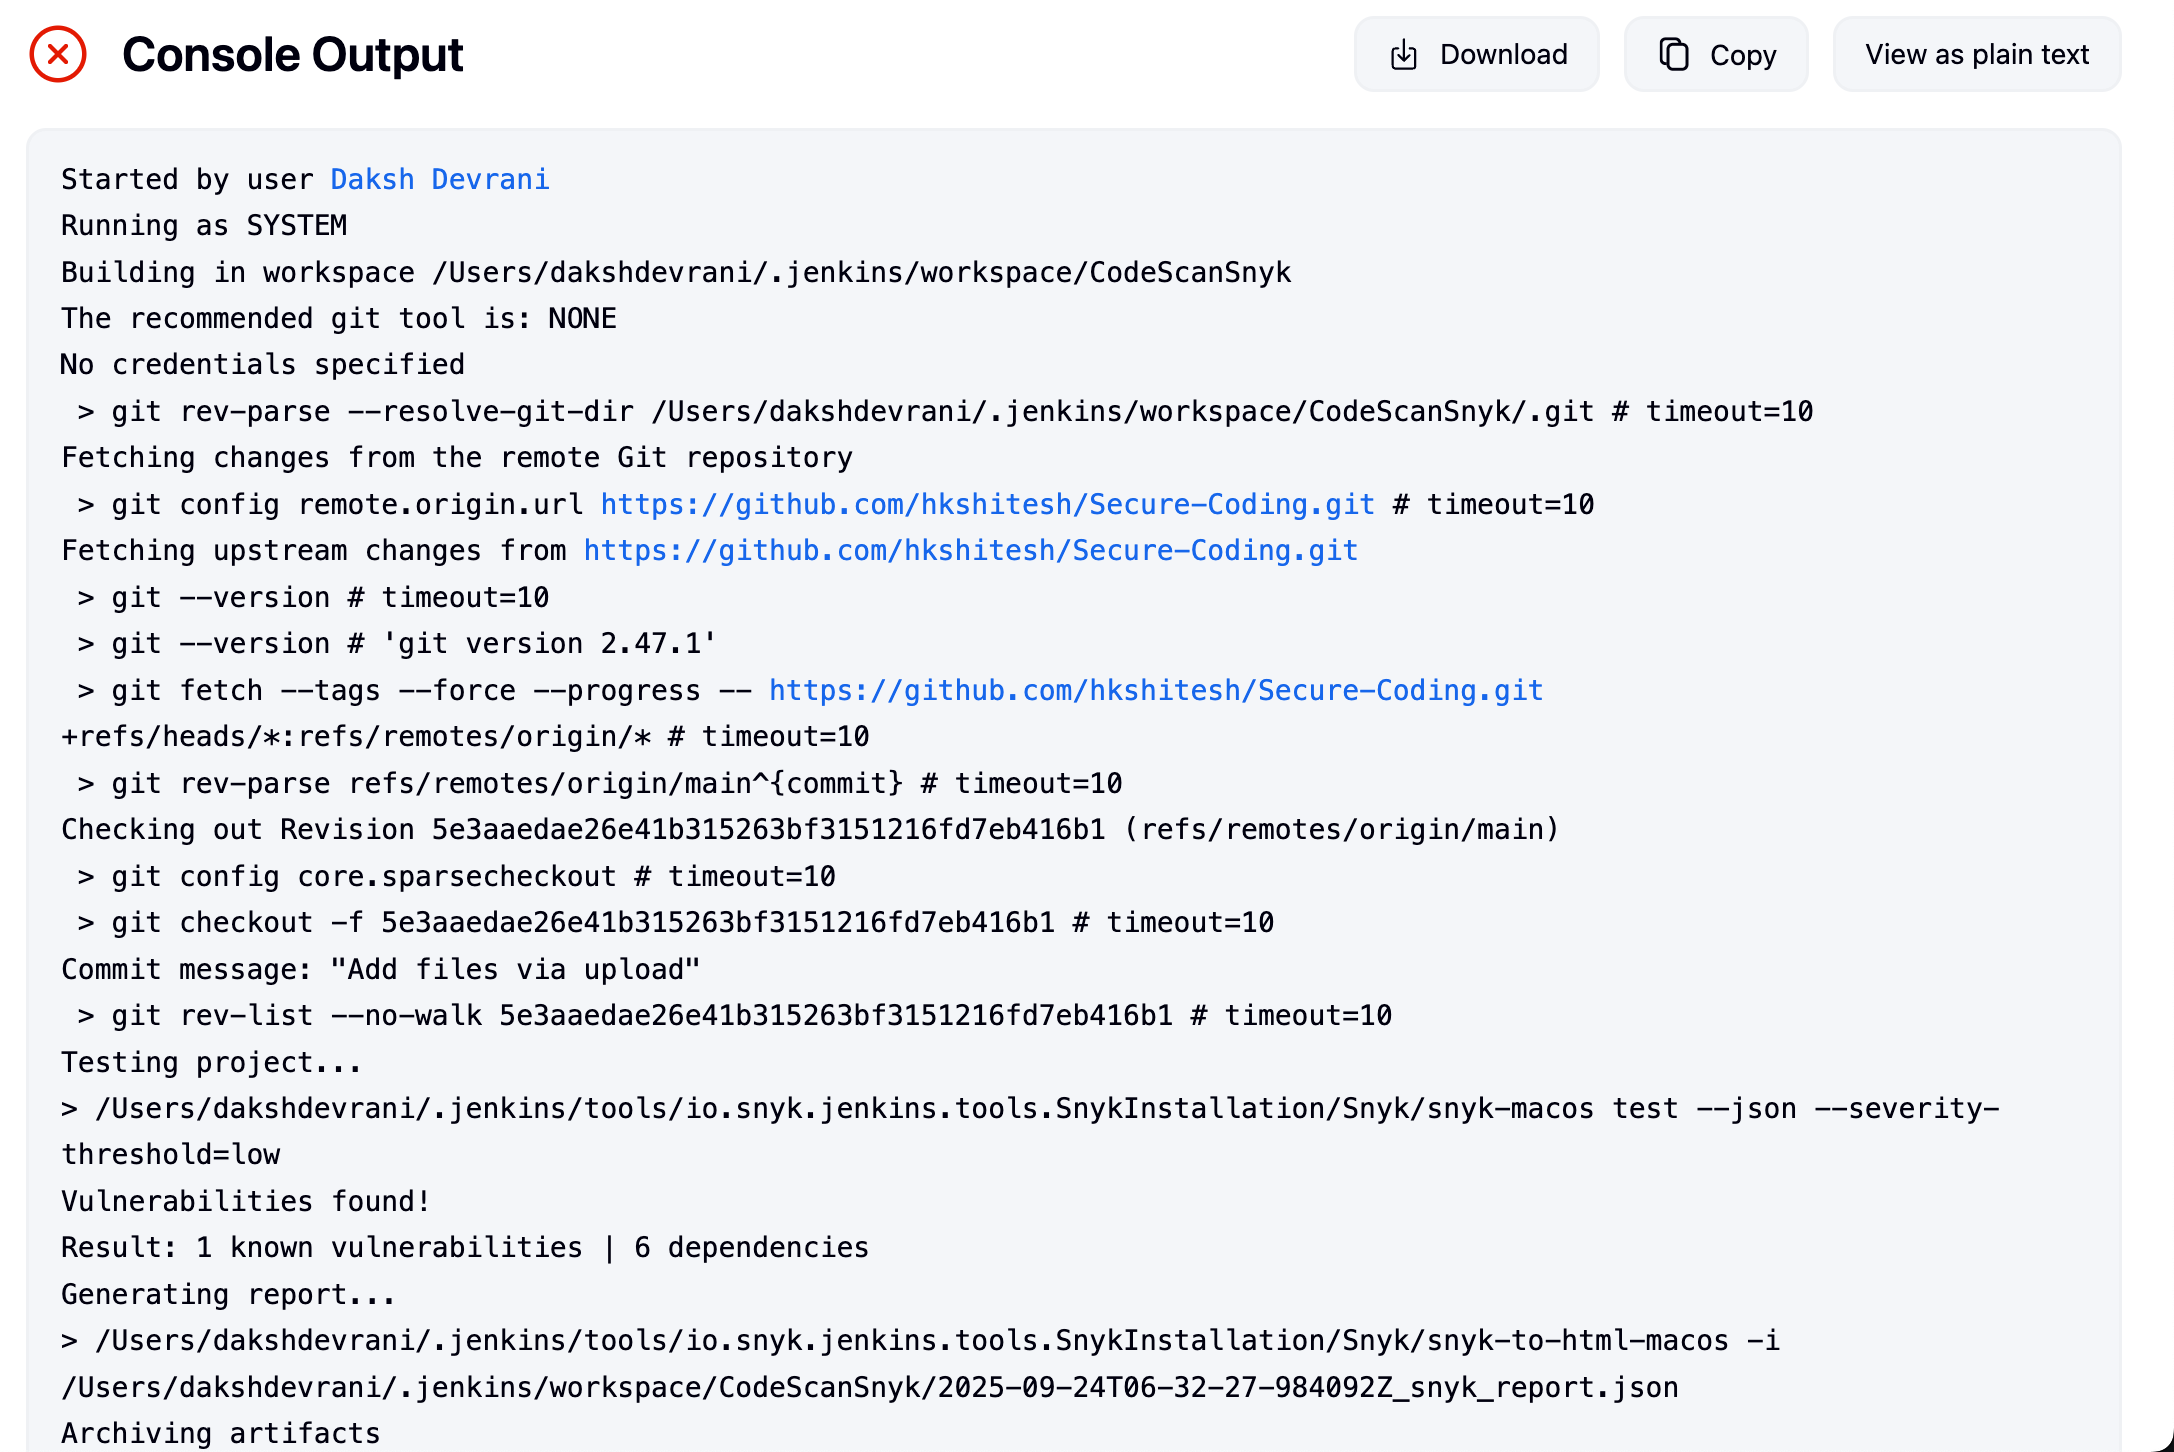 Console Output
Download
Copy
View as plain text
Started by user Daksh Devrani
Running as SYSTEM
Building in workspace /Users/dakshdevrani/.jenkins/workspace/CodeScanSnyk
The recommended git tool is: NONE
No credentials specified
 > git rev-parse --resolve-git-dir /Users/dakshdevrani/.jenkins/workspace/CodeScanSnyk/.git # timeout=10
Fetching changes from the remote Git repository
 > git config remote.origin.url https://github.com/hkshitesh/Secure-Coding.git # timeout=10
Fetching upstream changes from https://github.com/hkshitesh/Secure-Coding.git
 > git --version # timeout=10
 > git --version # 'git version 2.47.1'
 > git fetch --tags --force --progress -- https://github.com/hkshitesh/Secure-Coding.git
+refs/heads/*:refs/remotes/origin/* # timeout=10
 > git rev-parse refs/remotes/origin/main^{commit} # timeout=10
Checking out Revision 5e3aaedae26e41b315263bf3151216fd7eb416b1 (refs/remotes/origin/main)
 > git config core.sparsecheckout # timeout=10
 > git checkout -f 5e3aaedae26e41b315263bf3151216fd7eb416b1 # timeout=10
Commit message: "Add files via upload"
 > git rev-list --no-walk 5e3aaedae26e41b315263bf3151216fd7eb416b1 # timeout=10
Testing project...
> /Users/dakshdevrani/.jenkins/tools/io.snyk.jenkins.tools.SnykInstallation/Snyk/snyk-macos test --json --severity-
threshold=low
Vulnerabilities found!
Result: 1 known vulnerabilities | 6 dependencies
Generating report...
> /Users/dakshdevrani/.jenkins/tools/io.snyk.jenkins.tools.SnykInstallation/Snyk/snyk-to-html-macos -i
/Users/dakshdevrani/.jenkins/workspace/CodeScanSnyk/2025-09-24T06-32-27-984092Z_snyk_report.json
Archiving artifacts